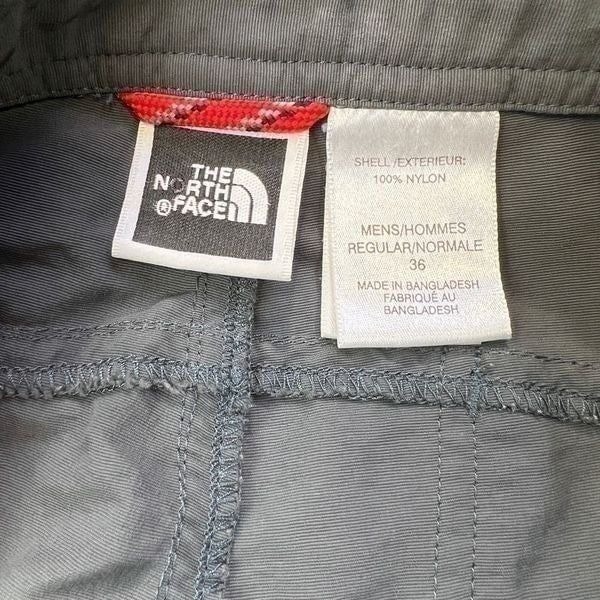 THE
NORTH
®FACE
SHELL/EXTERIEUR:
100% NYLON
MENS/HOMMES
REGULAR/NORMALE
36
MADE IN BANGLADESH
FABRIQUÉ AU
BANGLADESH